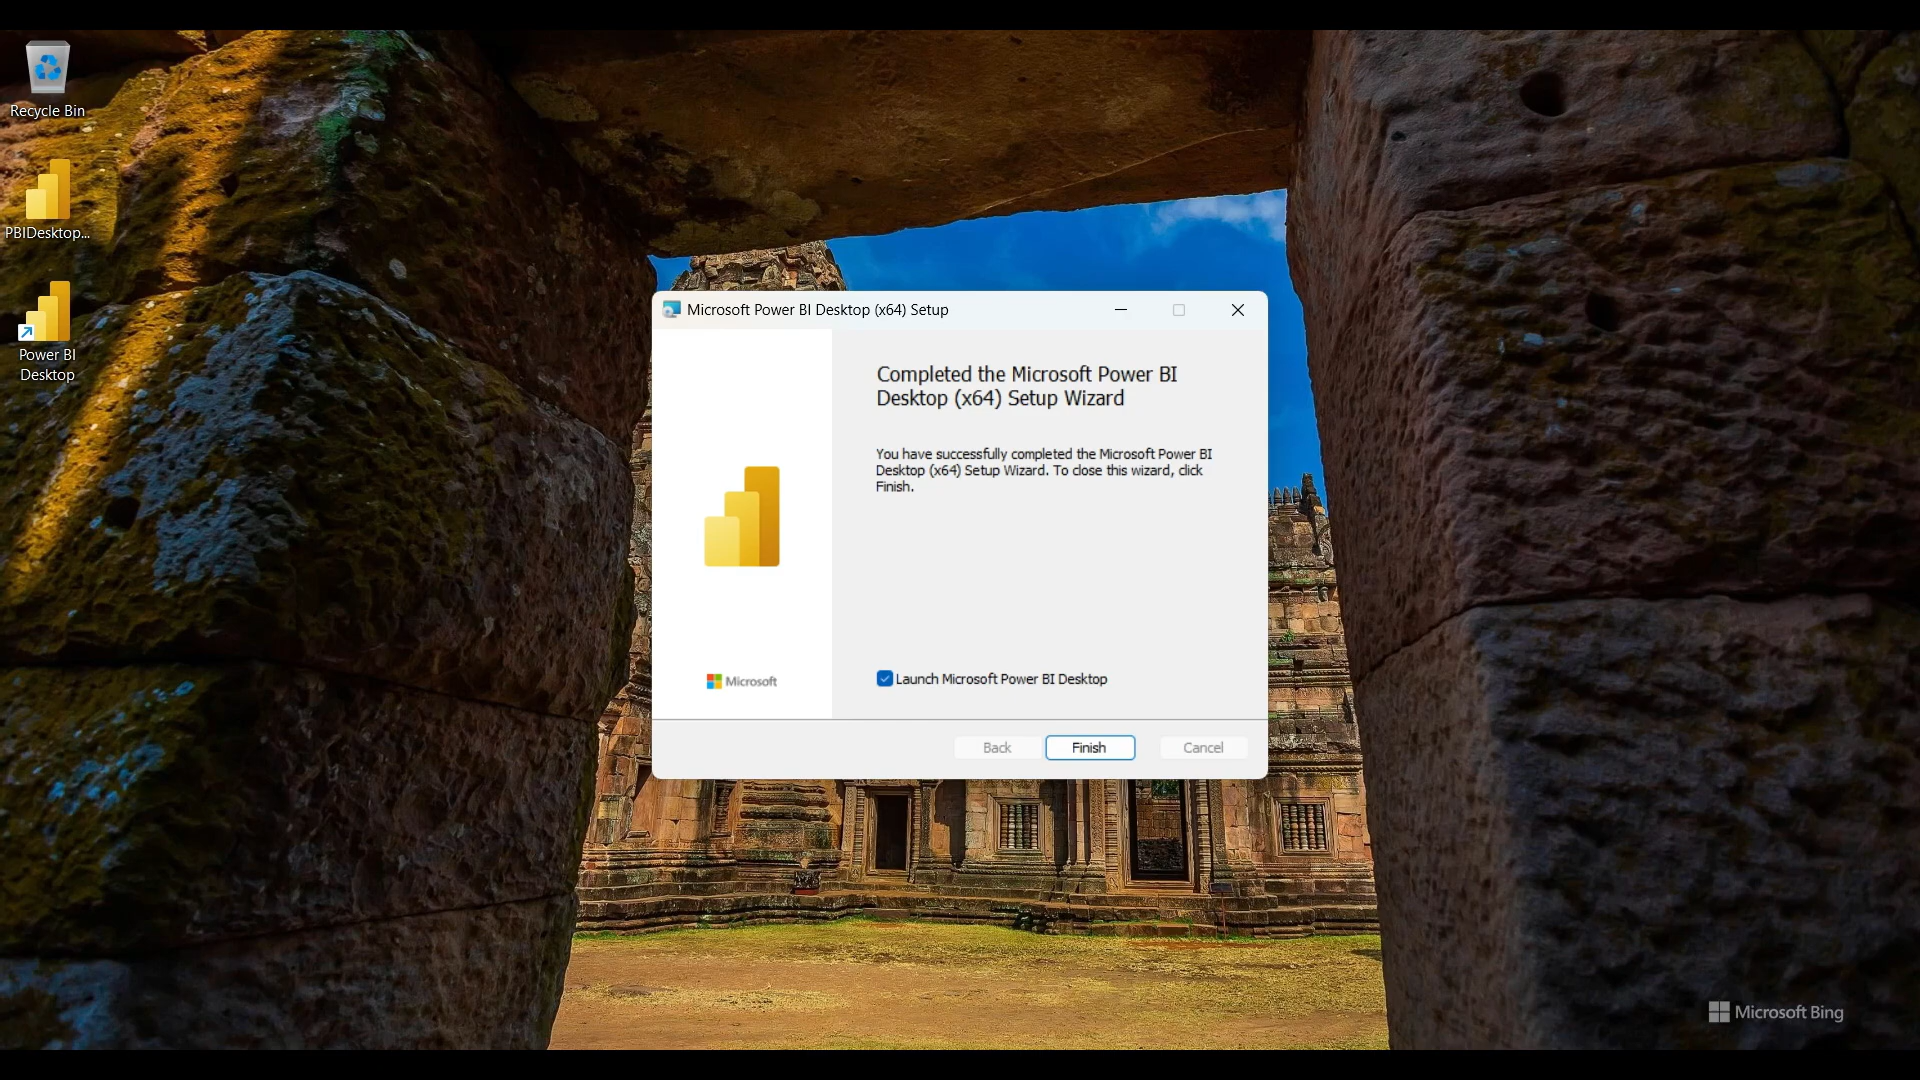 Recycle Bin
PBIDesktop...
Power BI
Desktop
Microsoft Power BI Desktop (x64) Setup
Completed the Microsoft Power BI
Desktop (x64) Setup Wizard
You have successfully completed the Microsoft Power BI
Desktop (x64) Setup Wizard. To close this wizard, click
Finish.
Microsoft
Launch Microsoft Power BI Desktop
Back
Finish
Cancel
Microsoft Bing